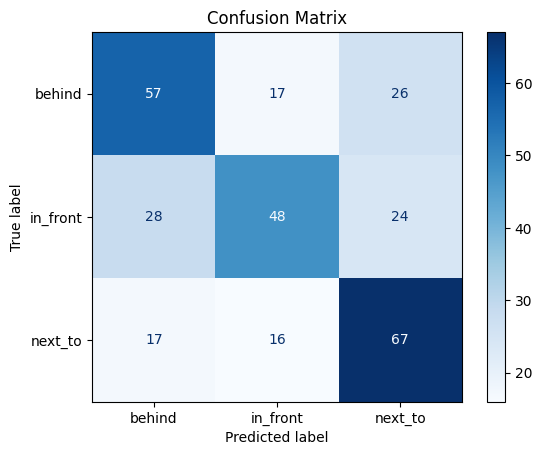 Confusion Matrix
True label
behind
57 17 26
in_front
28 48 24
next_to
17 16 67
behind in_front next_to
Predicted label
60
50
40
30
20